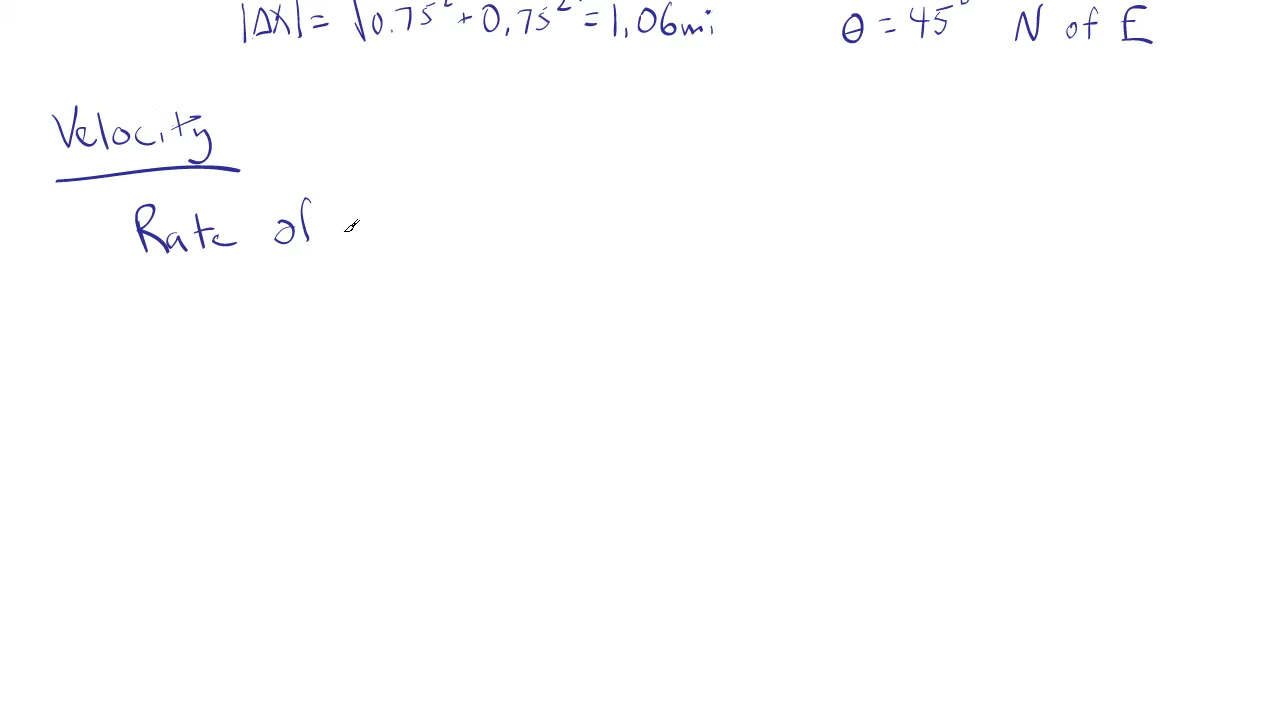 |ΔX| = √0.75² + 0.75² = 1.06mi θ = 45° N of E
Velocity
Rate of